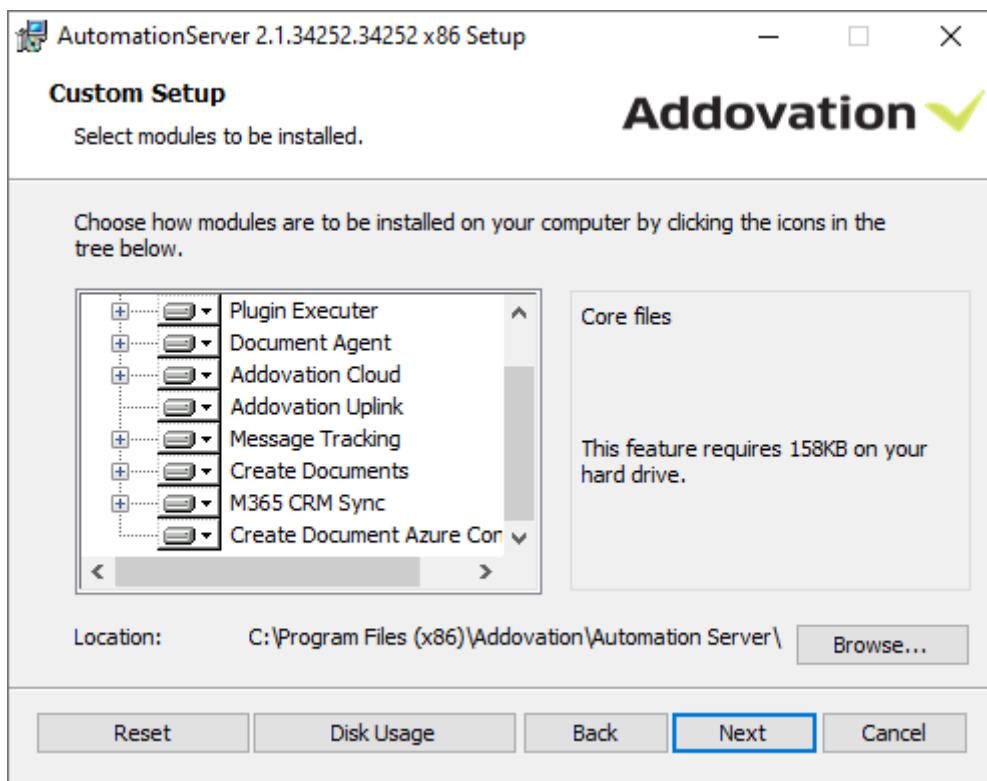 AutomationServer 2.1.34252.34252 x86 Setup
Custom Setup
Select modules to be installed.
Addovation
Choose how modules are to be installed on your computer by clicking the icons in the
tree below.
Plugin Executer
Document Agent
Addovation Cloud
Addovation Uplink
Message Tracking
Create Documents
M365 CRM Sync
Create Document Azure Con
Core files
This feature requires 158KB on your
hard drive.
Location: C:\Program Files (x86)\Addovation\Automation Server\ Browse...
Reset Disk Usage Back Next Cancel